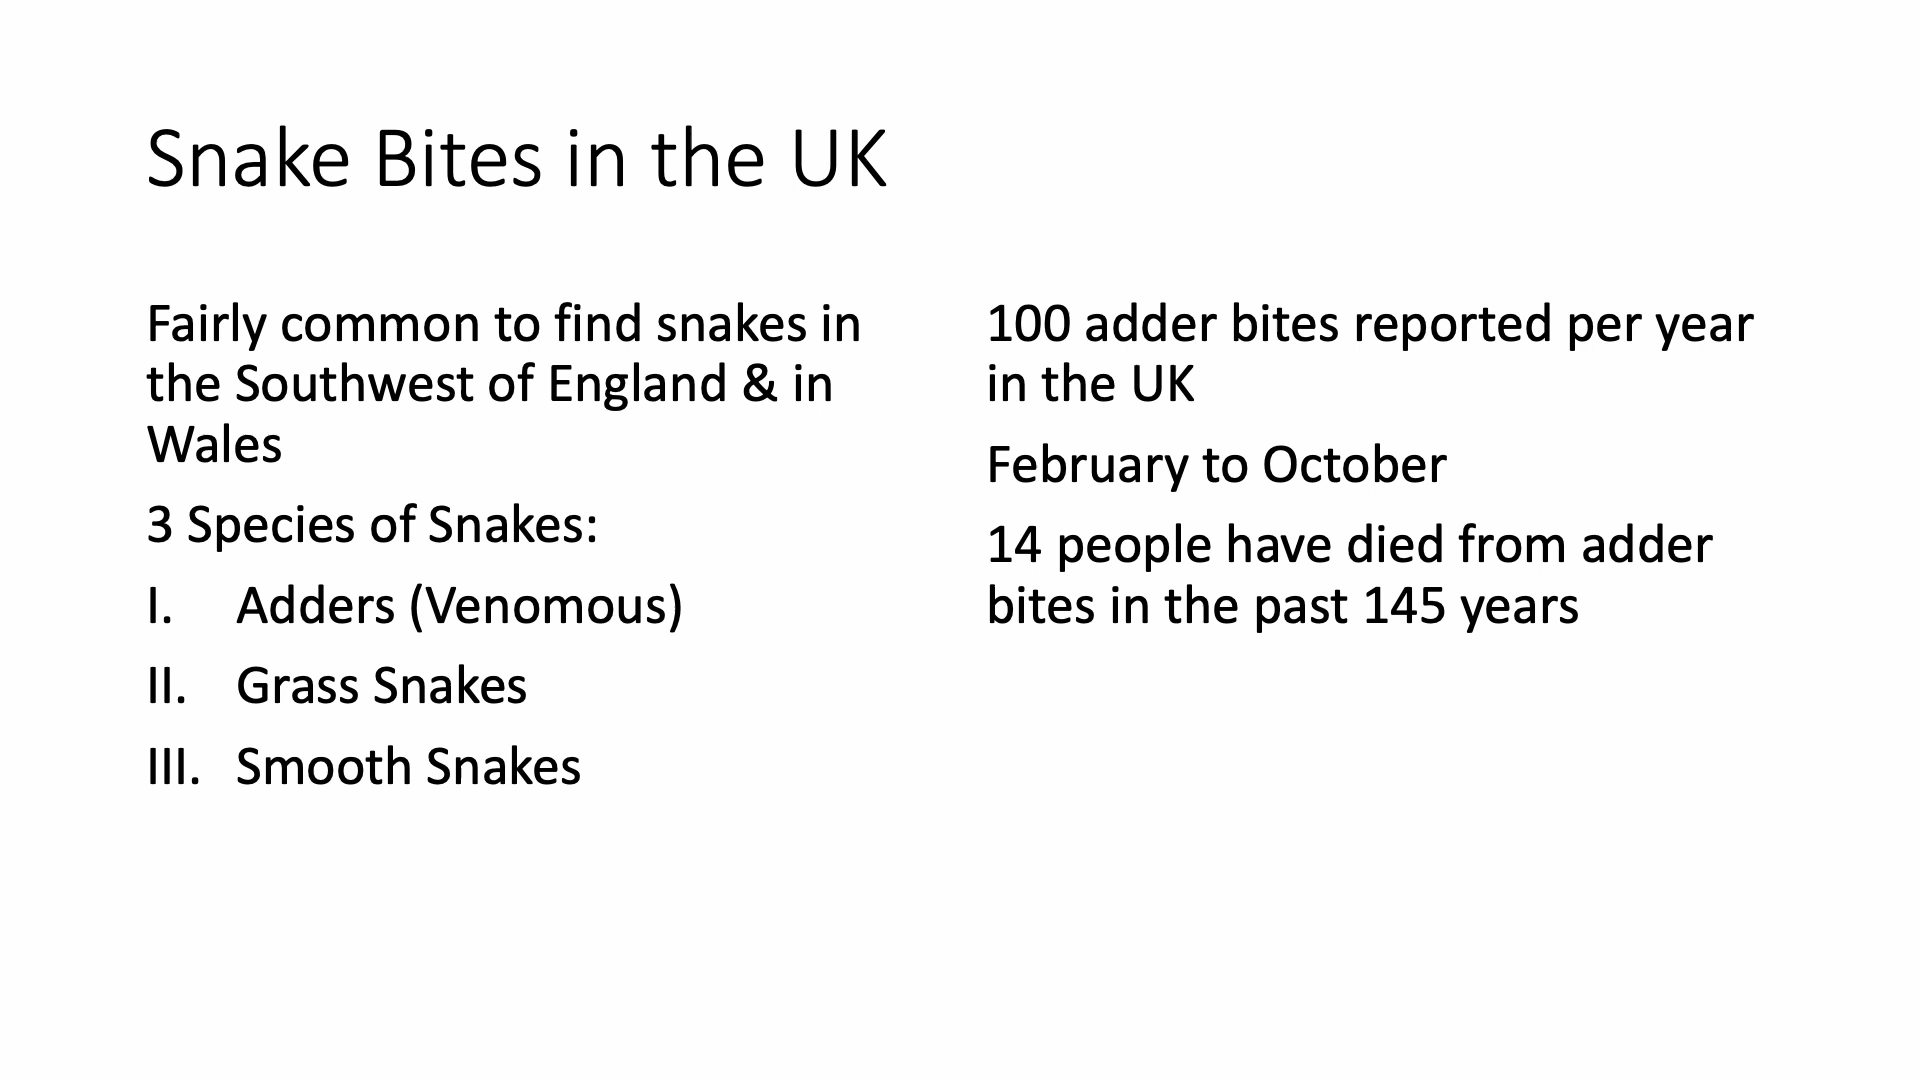 Snake Bites in the UK
Fairly common to find snakes in
the Southwest of England & in
Wales
3 Species of Snakes:
I. Adders (Venomous)
II. Grass Snakes
III. Smooth Snakes
100 adder bites reported per year
in the UK
February to October
14 people have died from adder
bites in the past 145 years